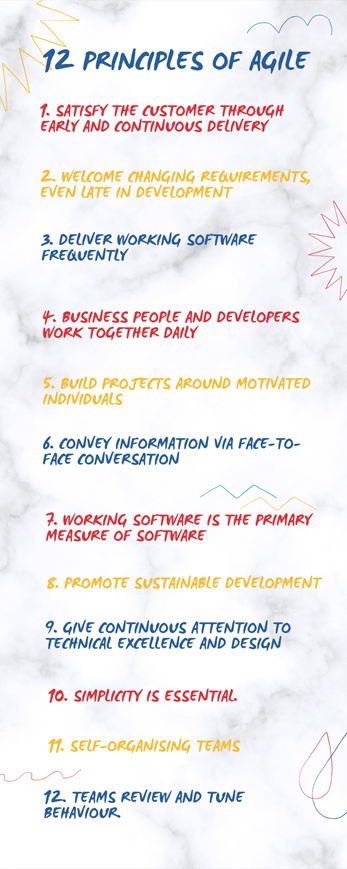 12 PRINCIPLES OF AGILE
1. SATISFY THE CUSTOMER THROUGH
EARLY AND CONTINUOUS DELIVERY
2. WELCOME CHANGING REQUIREMENTS,
EVEN LATE IN DEVELOPMENT
3. DELIVER WORKING SOFTWARE
FREQUENTLY
4. BUSINESS PEOPLE AND DEVELOPERS
WORK TOGETHER DAILY
5. BUILD PROJECTS AROUND MOTIVATED
INDIVIDUALS
6. CONVEY INFORMATION VIA FACE-TO-
FACE CONVERSATION
7. WORKING SOFTWARE IS THE PRIMARY
MEASURE OF SOFTWARE
8. PROMOTE SUSTAINABLE DEVELOPMENT
9. GIVE CONTINUOUS ATTENTION TO
TECHNICAL EXCELLENCE AND DESIGN
10. SIMPLICITY IS ESSENTIAL.
11. SELF-ORGANISING TEAMS
12. TEAMS REVIEW AND TUNE
BEHAVIOUR.